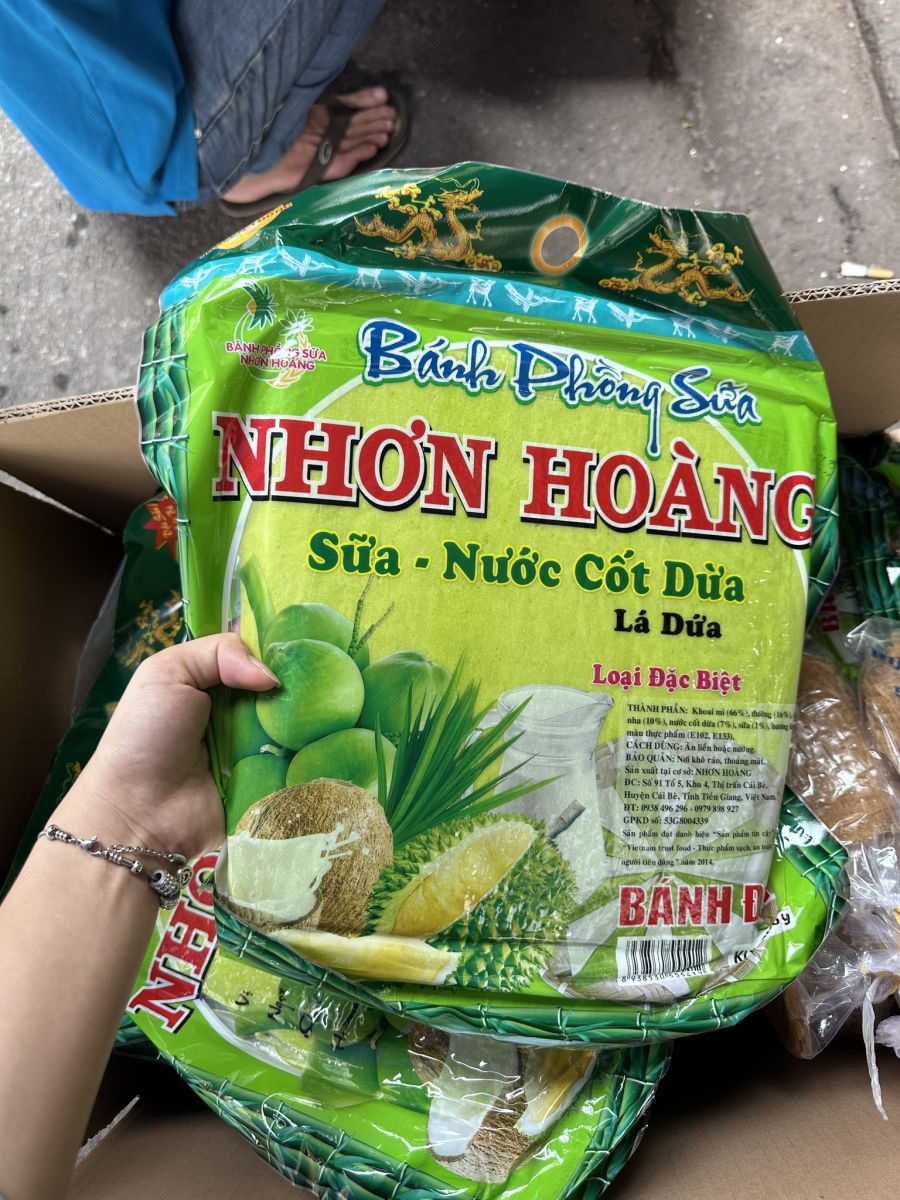 BÁNH PHỒNG SỮA
NHƠN HOÀNG
Bánh Phồng Sữa
NHƠN HOÀNG
Sữa - Nước Cốt Dừa
Lá Dứa
Loại Đặc Biệt
THÀNH PHẦN: Khoai mì (66%), đường (16%),
nha (10%), nước cốt dừa (7%), sữa (1%), hương
màu thực phẩm (E102, E133).
CÁCH DÙNG: Ăn liền hoặc nướng.
BẢO QUẢN: Nơi khô ráo, thoáng mát.
Sản xuất tại cơ sở: NHƠN HOÀNG
ĐC: Số 91 Tổ 5, Khu 4, Thị trấn Cái Bè,
Huyện Cái Bè, Tỉnh Tiền Giang, Việt Nam.
ĐT: 0938 496 296 - 0979 898 927
GPKD số: 53G8004339
Sản phẩm đạt danh hiệu "Sản phẩm tin cậy"
"Vietnam trust food - Thực phẩm sạch, an toàn
người tiêu dùng" năm 2014.
BÁNH
NHƠ